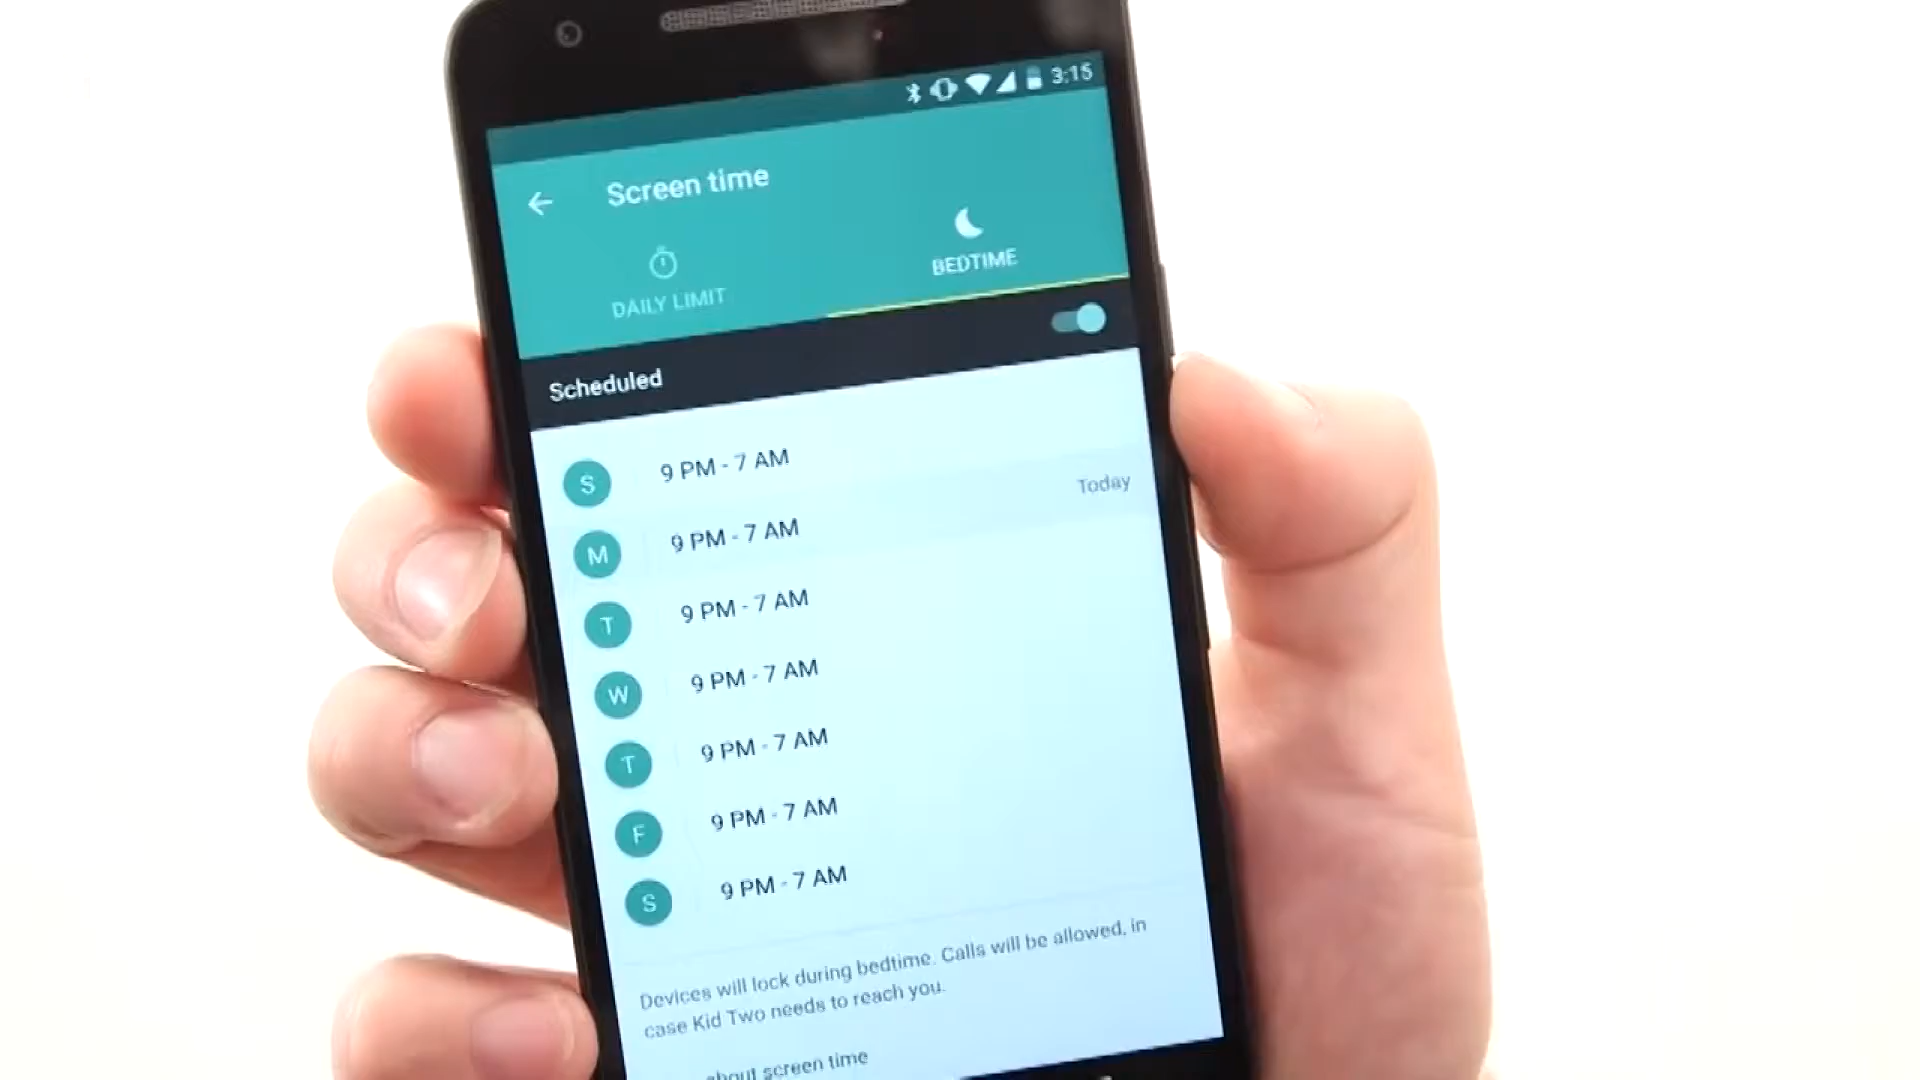 3:15
Screen time
DAILY LIMIT
BEDTIME
Scheduled
S 9 PM - 7 AM
Today
M 9 PM - 7 AM
T 9 PM - 7 AM
W 9 PM - 7 AM
T 9 PM - 7 AM
F 9 PM - 7 AM
S 9 PM - 7 AM
Devices will lock during bedtime. Calls will be allowed, in
case Kid Two needs to reach you.
about screen time